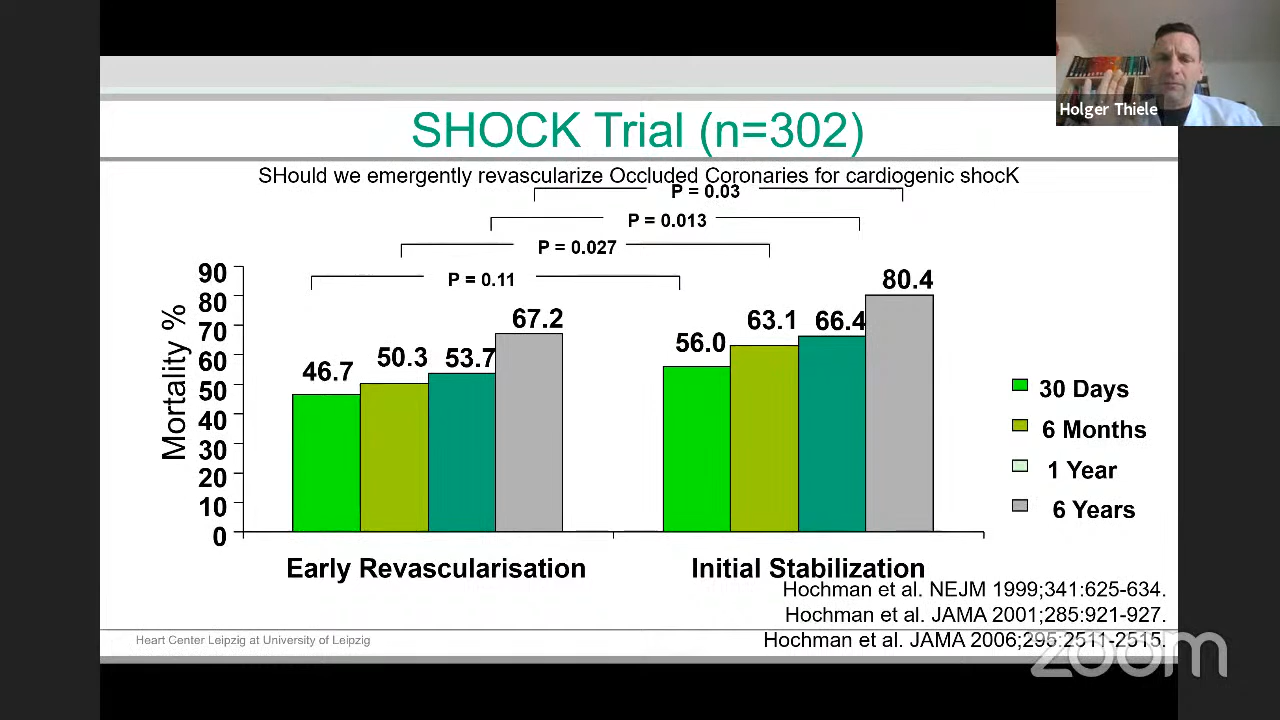 Holger Thiele
SHOCK Trial (n=302)
SHould we emergently revascularize Occluded Coronaries for cardiogenic shocK
P = 0.03
P = 0.013
P = 0.027
P = 0.11
Mortality %
90
80
70
60
50
40
30
20
10
0
46.7
50.3
53.7
67.2
56.0
63.1
66.4
80.4
30 Days
6 Months
1 Year
6 Years
Early Revascularisation
Initial Stabilization
Hochman et al. NEJM 1999;341:625-634.
Hochman et al. JAMA 2001;285:921-927.
Hochman et al. JAMA 2006;295:2511-2515.
Heart Center Leipzig at University of Leipzig
zoom